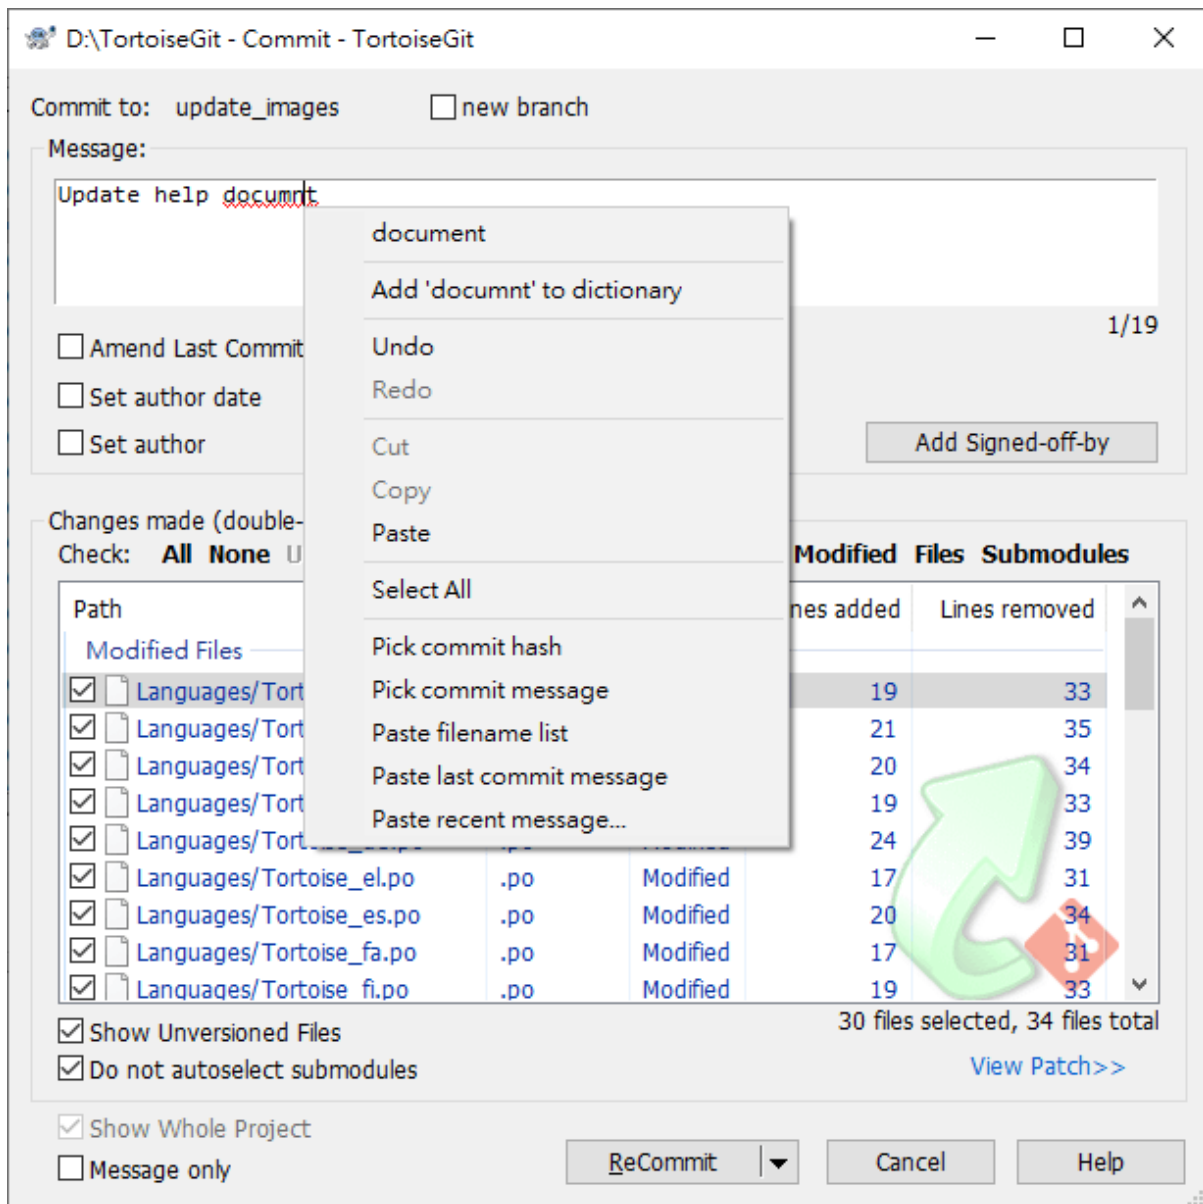 D:\TortoiseGit - Commit - TortoiseGit
Commit to: update_images new branch
Message:
Update help documnt
document
Add 'documnt' to dictionary
1/19
Amend Last Commit
Undo
Redo
Set author date
Set author
Cut
Add Signed-off-by
Copy
Changes made (double-
Paste
Check: All None U Modified Files Submodules
Select All
Path nes added Lines removed
Modified Files
Pick commit hash
Languages/Tort 19 33
Pick commit message
Languages/Tort 21 35
Paste filename list
Languages/Tort 20 34
Paste last commit message
Languages/Tort 19 33
Paste recent message...
24 39
Languages/Tortoise_el.po .po Modified 17 31
Languages/Tortoise_es.po .po Modified 20 34
Languages/Tortoise_fa.po .po Modified 17 31
Languages/Tortoise_fi.po .po Modified 19 33
Show Unversioned Files
30 files selected, 34 files total
Do not autoselect submodules
View Patch>>
Show Whole Project
Message only
ReCommit Cancel Help